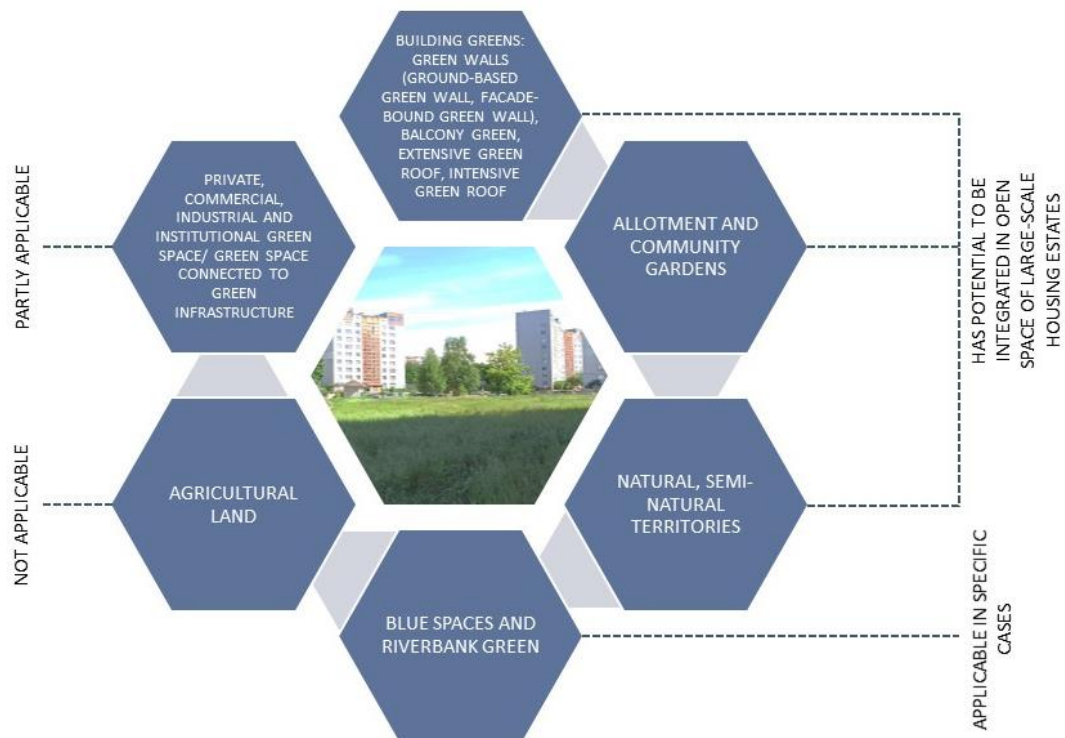 BUILDING GREENS:
GREEN WALLS
(GROUND-BASED
GREEN WALL, FACADE-
BOUND GREEN WALL),
BALCONY GREEN,
EXTENSIVE GREEN
ROOF, INTENSIVE
GREEN ROOF
PRIVATE,
COMMERCIAL,
INDUSTRIAL AND
INSTITUTIONAL GREEN
SPACE/ GREEN SPACE
CONNECTED TO
GREEN
INFRASTRUCTURE
PARTLY APPLICABLE
ALLOTMENT AND
COMMUNITY
GARDENS
HAS POTENTIAL TO BE
INTEGRATED IN OPEN
SPACE OF LARGE-SCALE
HOUSING ESTATES
NOT APPLICABLE
AGRICULTURAL
LAND
NATURAL, SEMI-
NATURAL
TERRITORIES
BLUE SPACES AND
RIVERBANK GREEN
APPLICABLE IN SPECIFIC
CASES